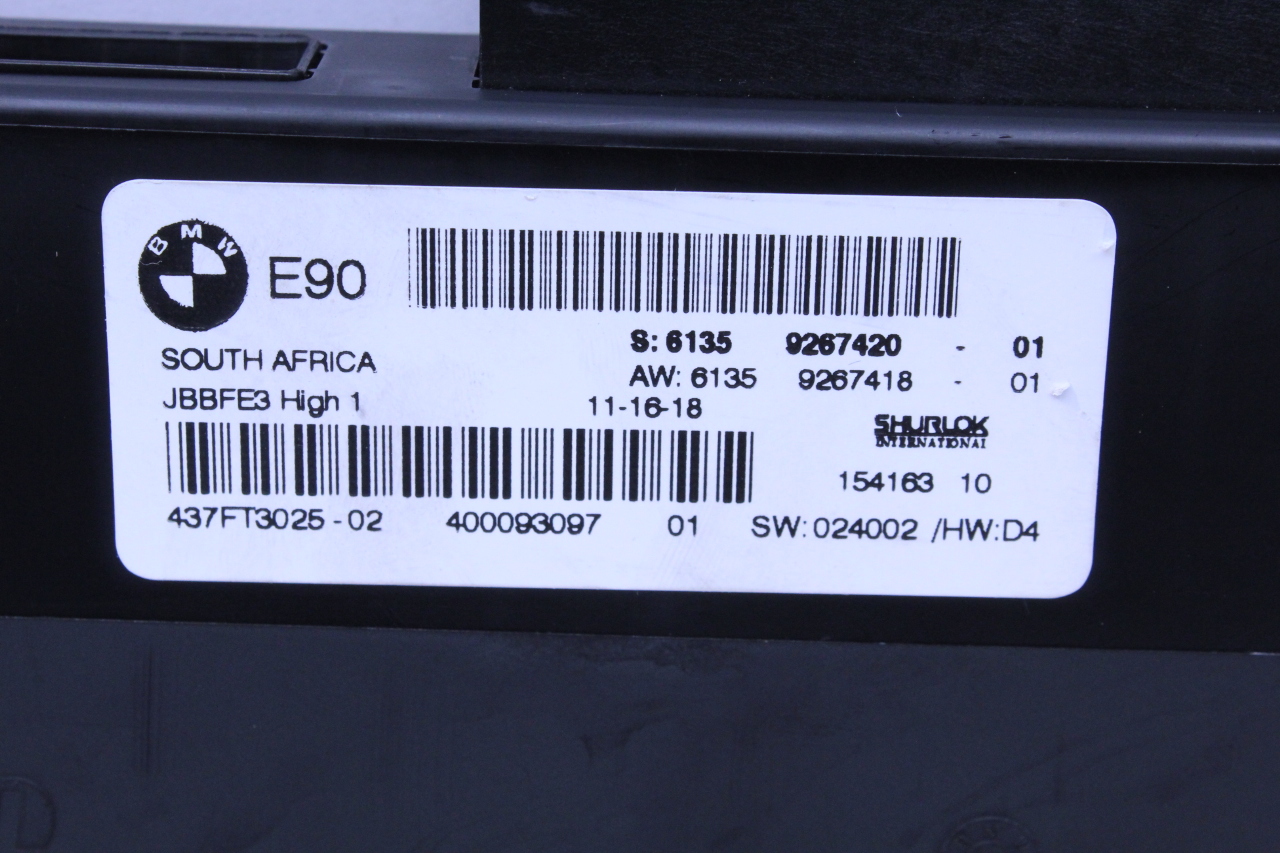 BMW
E90
S: 6135 9267420 - 01
SOUTH AFRICA
AW: 6135 9267418 - 01
JBBFE3 High 1 11-16-18
SHURLOK
INTERNATIONAL
154163 10
437FT3025-02 400093097 01 SW: 024002 /HW:D4